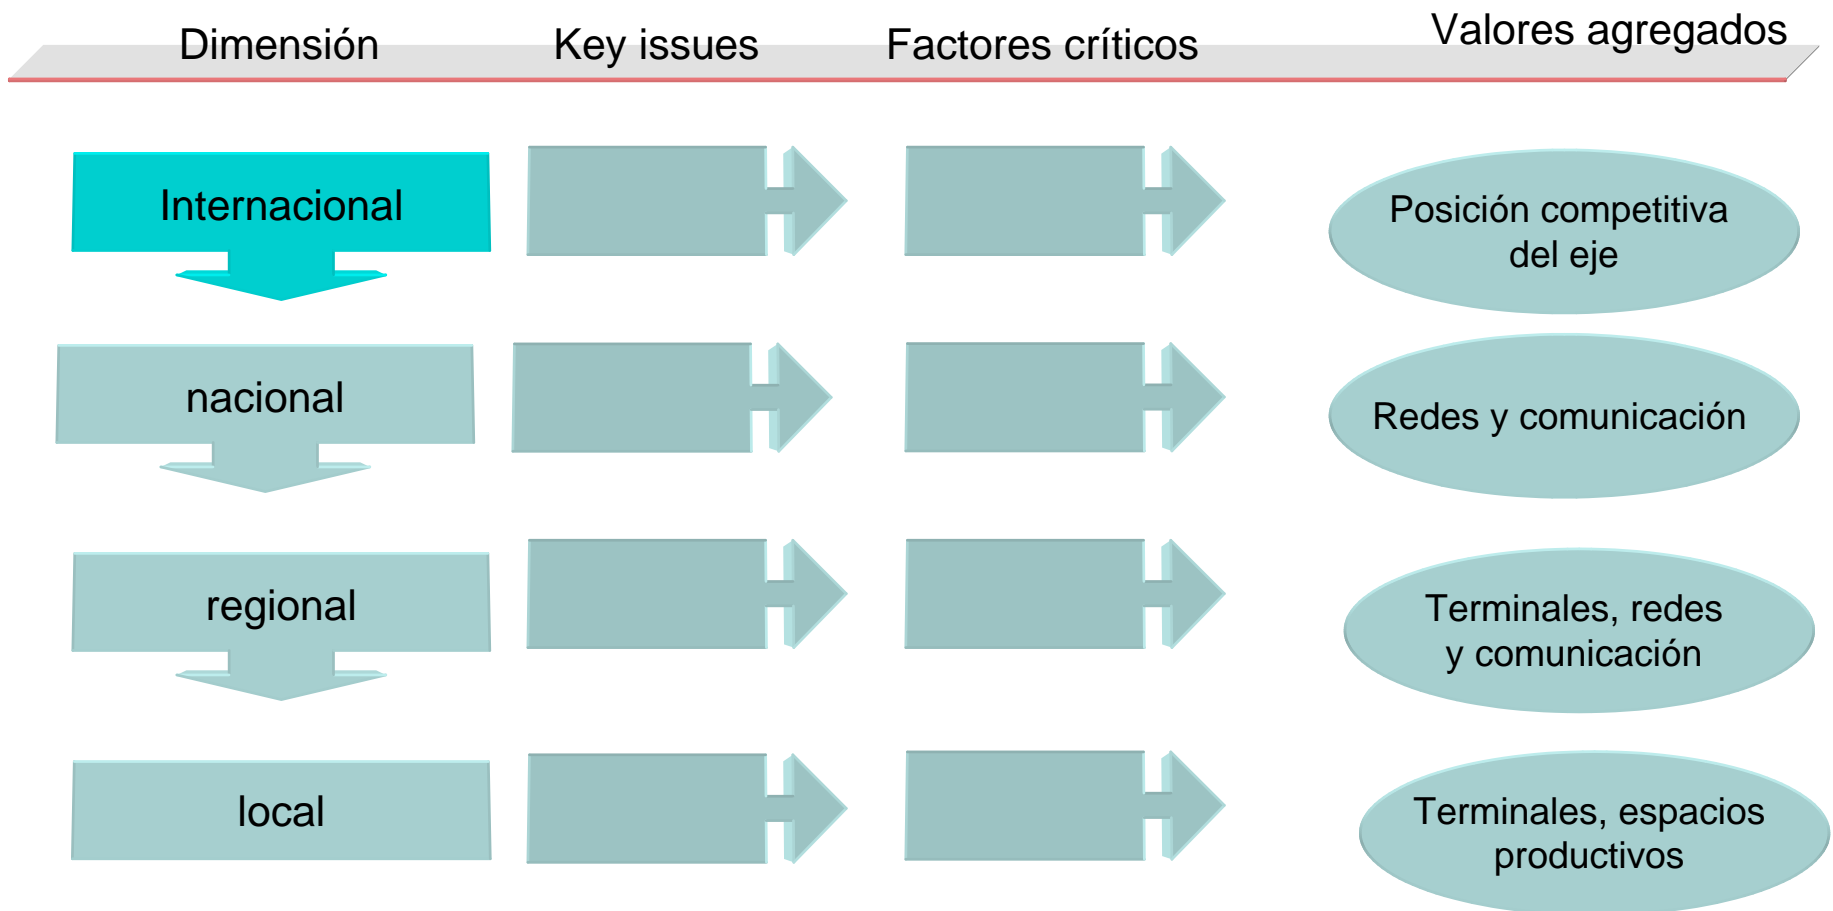 Dimensión
Key issues
Factores críticos
Valores agregados
Internacional
Posición competitiva
del eje
nacional
Redes y comunicación
regional
Terminales, redes
y comunicación
local
Terminales, espacios
productivos